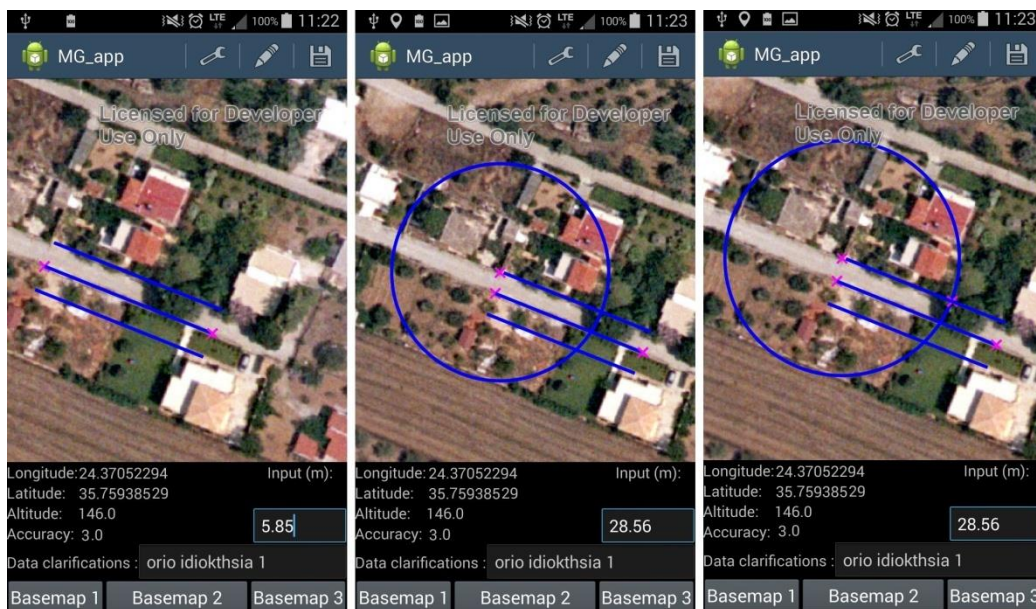 LTE 100% 11:22
MG_app
Licensed for Developer
Use Only
Longitude:24.37052294 Input (m):
Latitude: 35.75938529
Altitude: 146.0
Accuracy: 3.0 5.85
Data clarifications : orio idiokthsia 1
Basemap 1 Basemap 2 Basemap 3
LTE 100% 11:23
MG_app
Licensed for Developer
Use Only
Longitude:24.37052294 Input (m):
Latitude: 35.75938529
Altitude: 146.0
Accuracy: 3.0 28.56
Data clarifications : orio idiokthsia 1
Basemap 1 Basemap 2 Basemap 3
LTE 100% 11:23
MG_app
Licensed for Developer
Use Only
Longitude:24.37052294 Input (m):
Latitude: 35.75938529
Altitude: 146.0
Accuracy: 3.0 28.56
Data clarifications : orio idiokthsia 1
Basemap 1 Basemap 2 Basemap